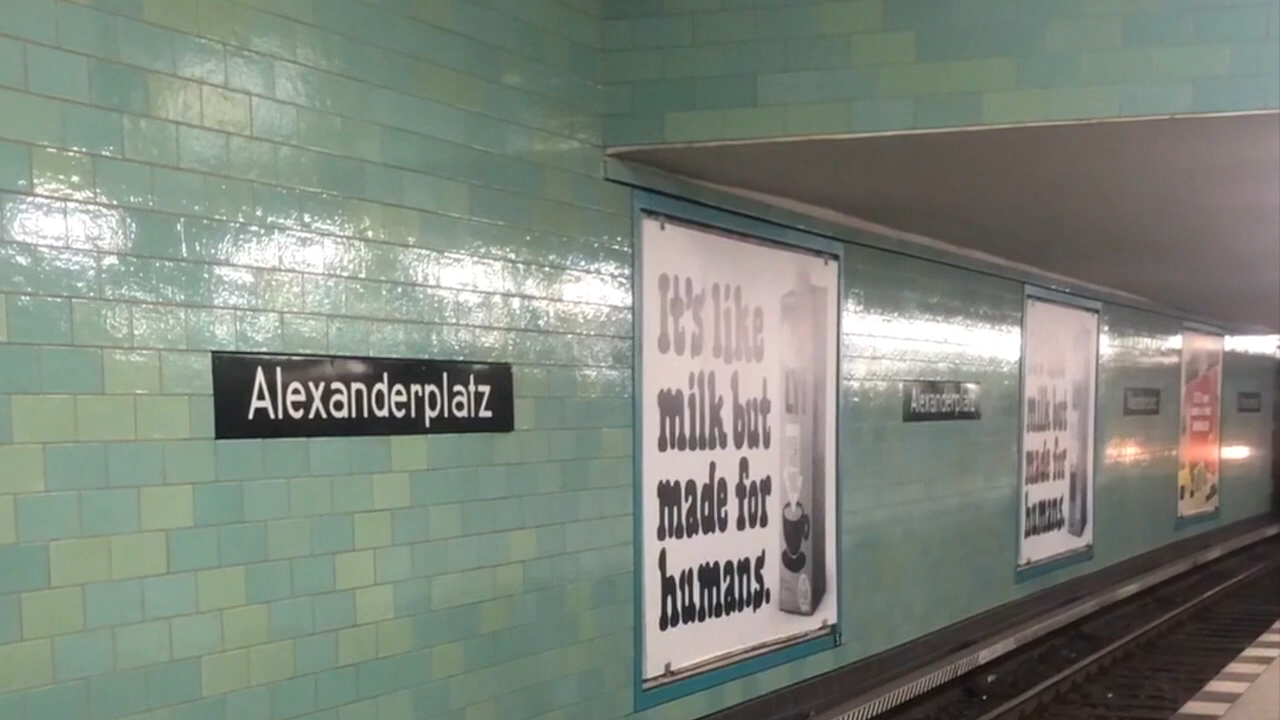 Alexanderplatz
It's like
milk but
made for
humans.
Alexanderplatz
milk but
made for
humans.